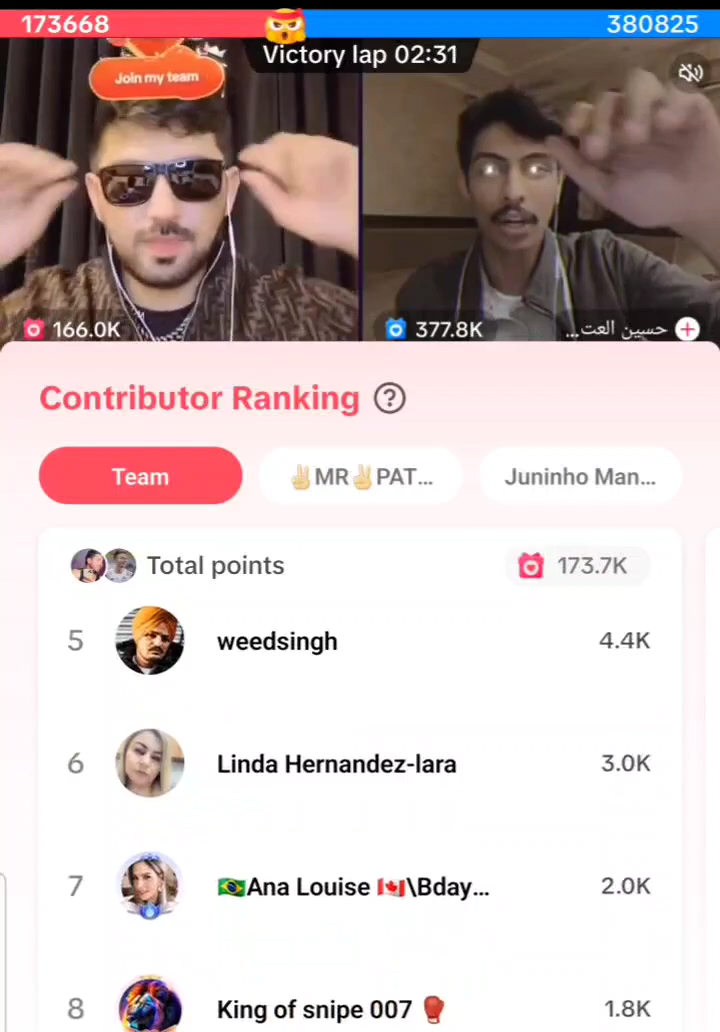 173668 380825
Victory lap 02:31
Join my team
166.0K 377.8K حسين العت...
Contributor Ranking ?
Team ✌🏻MR✌🏻PAT... Juninho Man...
Total points 173.7K
5 weedsingh 4.4K
6 Linda Hernandez-lara 3.0K
7 🇧🇷Ana Louise 🇨🇦\Bday... 2.0K
8 King of snipe 007 🥊 1.8K